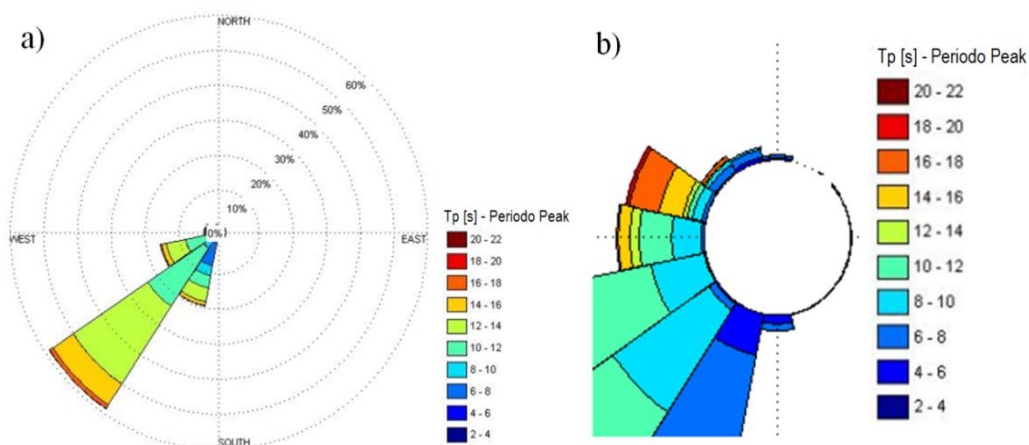 a)
NORTH
60%
50%
40%
30%
20%
10%
0%
WEST
EAST
SOUTH
Tp [s] - Periodo Peak
20 - 22
18 - 20
16 - 18
14 - 16
12 - 14
10 - 12
8 - 10
6 - 8
4 - 6
2 - 4
b)
Tp [s] - Periodo Peak
20 - 22
18 - 20
16 - 18
14 - 16
12 - 14
10 - 12
8 - 10
6 - 8
4 - 6
2 - 4